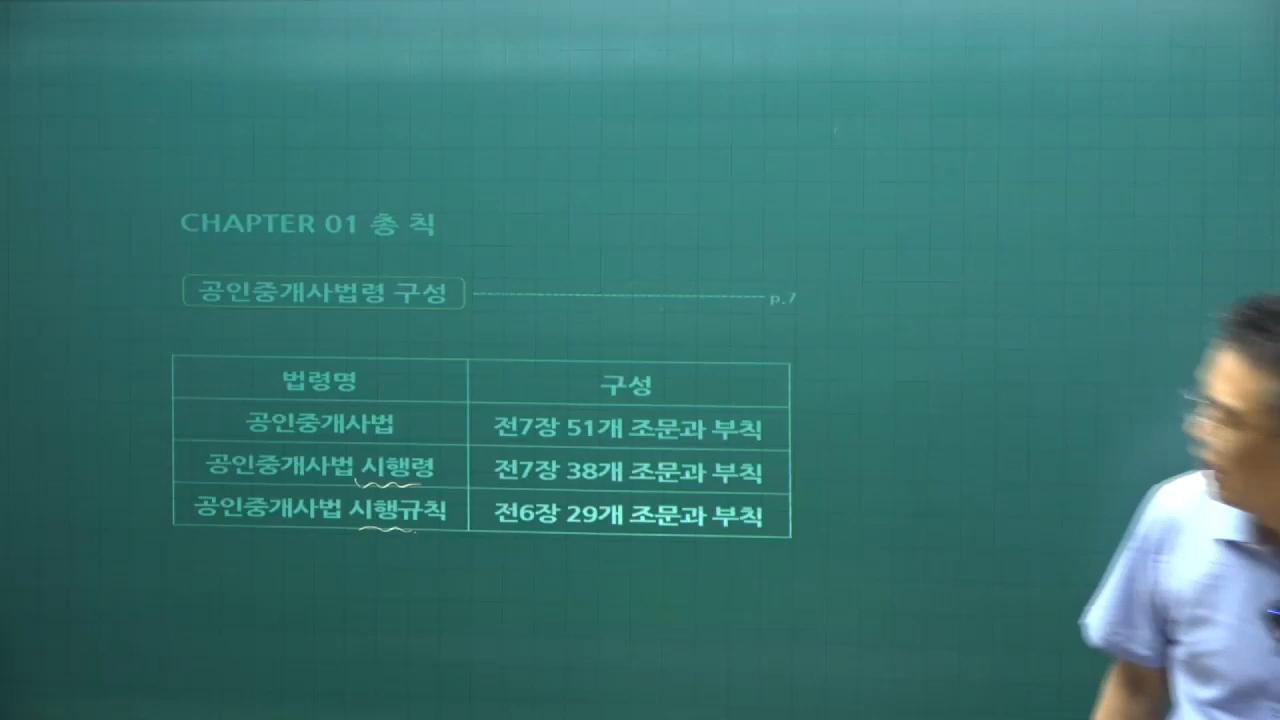 CHAPTER 01 총 칙
공인중개사법령 구성 p.7
법령명 구성
공인중개사법 전7장 51개 조문과 부칙
공인중개사법 시행령 전7장 38개 조문과 부칙
공인중개사법 시행규칙 전6장 29개 조문과 부칙